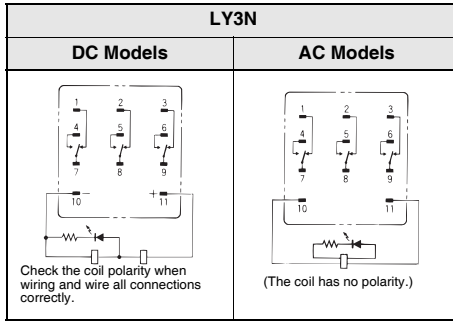 LY3N
DC Models
AC Models
1 2 3
4 5 6
7 8 9
10 − + 11
Check the coil polarity when
wiring and wire all connections
correctly.
1 2 3
4 5 6
7 8 9
10 11
(The coil has no polarity.)